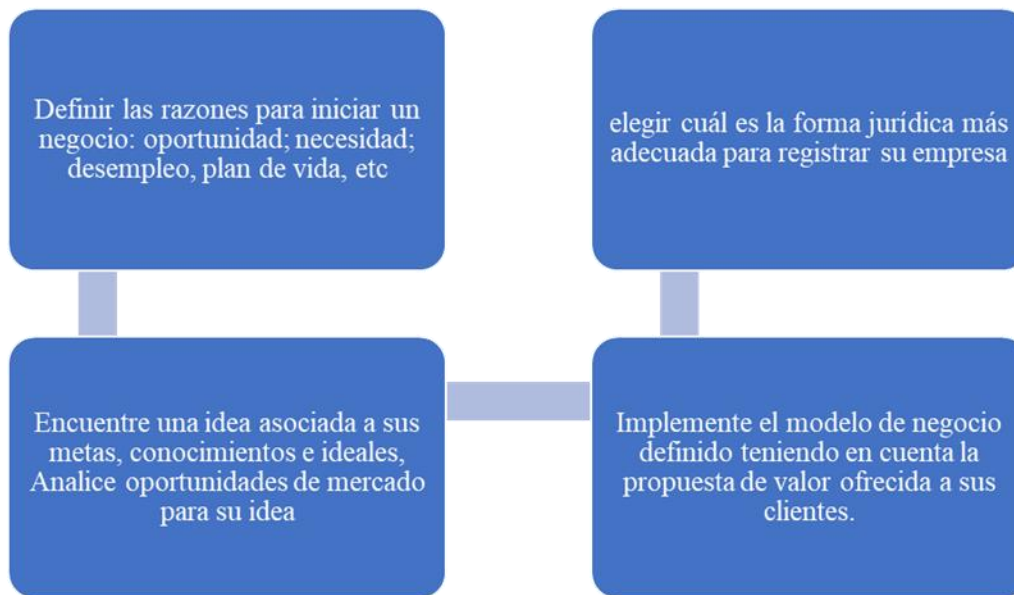 Definir las razones para iniciar un
negocio: oportunidad; necesidad;
desempleo, plan de vida, etc
Encuentre una idea asociada a sus
metas, conocimientos e ideales,
Analice oportunidades de mercado
para su idea
Implemente el modelo de negocio
definido teniendo en cuenta la
propuesta de valor ofrecida a sus
clientes.
elegir cuál es la forma jurídica más
adecuada para registrar su empresa